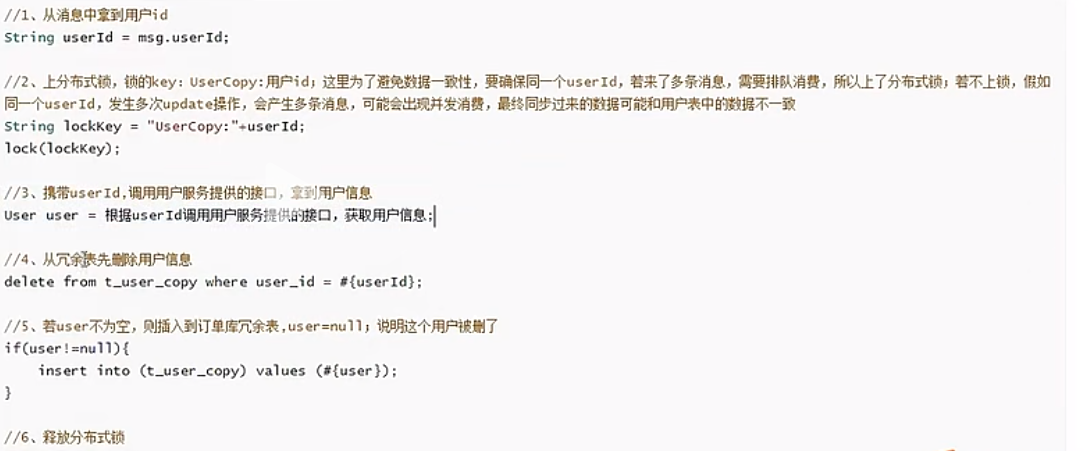 //1、从消息中拿到用户id
String userId = msg.userId;
//2、上分布式锁，锁的key：UserCopy:用户id；这里为了避免数据一致性，要确保同一个userId，若来了多条消息，需要排队消费，所以上了分布式锁；若不上锁，假如
同一个userId，发生多次update操作，会产生多条消息，可能会出现并发消费，最终同步过来的数据可能和用户表中的数据不一致
String lockKey = "UserCopy:"+userId;
lock(lockKey);
//3、携带userId,调用用户服务提供的接口，拿到用户信息
User user = 根据userId调用用户服务提供的接口，获取用户信息;
//4、从冗余表先删除用户信息
delete from t_user_copy where user_id = #{userId};
//5、若user不为空，则插入到订单库冗余表,user=null；说明这个用户被删了
if(user!=null){
insert into (t_user_copy) values (#{user});
}
//6、释放分布式锁